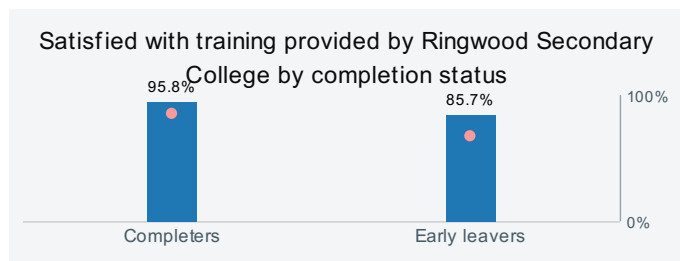 Satisfied with training provided by Ringwood Secondary
College by completion status
95.8%
85.7%
100%
0%
Completers
Early leavers